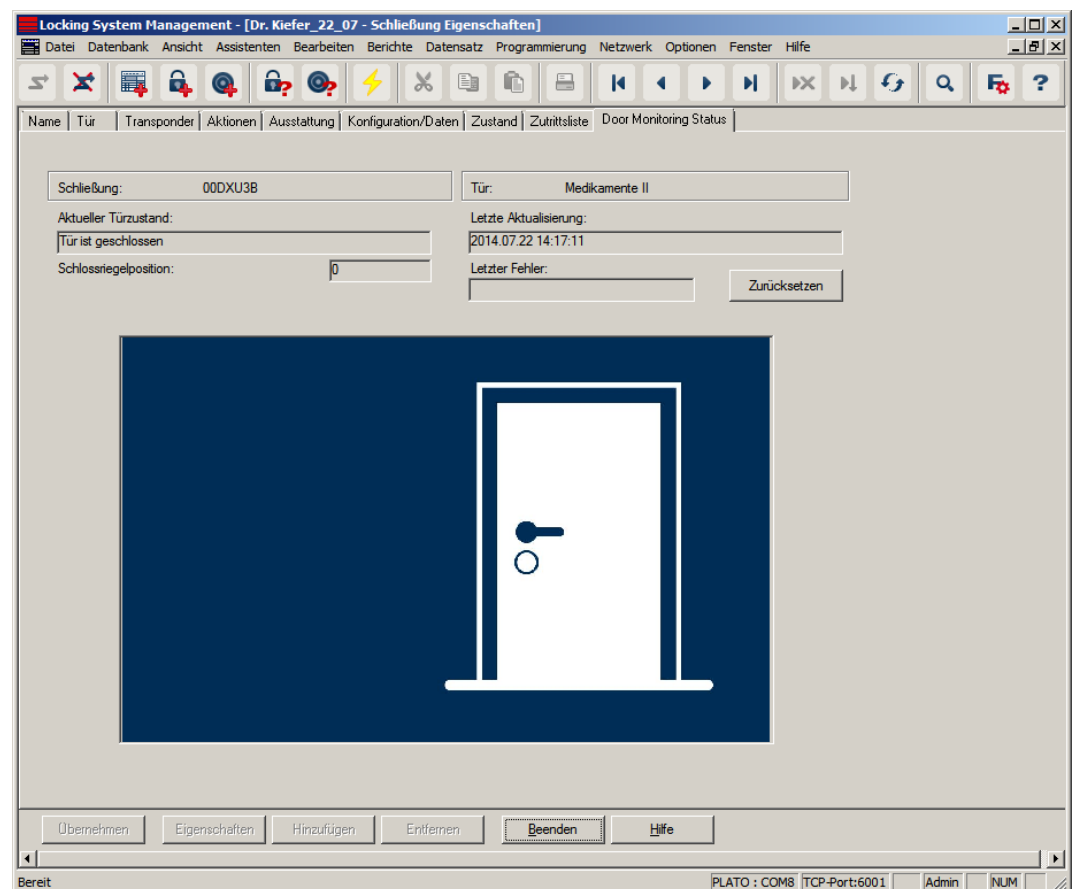 Locking System Management - [Dr. Kiefer_22_07 - Schließung Eigenschaften]
Datei Datenbank Ansicht Assistenten Bearbeiten Berichte Datensatz Programmierung Netzwerk Optionen Fenster Hilfe
Name Tür Transponder Aktionen Ausstattung Konfiguration/Daten Zustand Zutrittsliste Door Monitoring Status
Schließung: 00DXU3B Tür: Medikamente II
Aktueller Türzustand: Letzte Aktualisierung:
Tür ist geschlossen 2014.07.22 14:17:11
Schlossriegelposition: 0 Letzter Fehler:
Zurücksetzen
Übernehmen Eigenschaften Hinzufügen Entfernen Beenden Hilfe
Bereit PLATO : COM8 TCP-Port:6001 Admin NUM